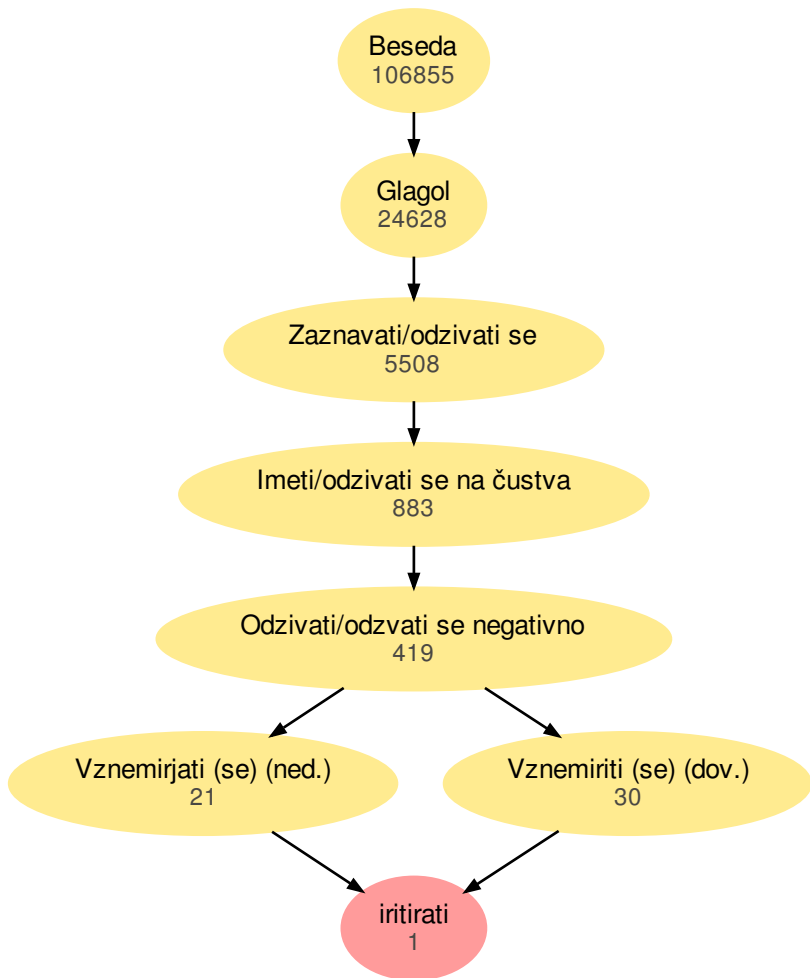 Beseda
106855
Glagol
24628
Zaznavati/odzivati se
5508
Imeti/odzivati se na čustva
883
Odzivati/odzvati se negativno
419
Vznemirjati (se) (ned.)
21
Vznemiriti (se) (dov.)
30
iritirati
1